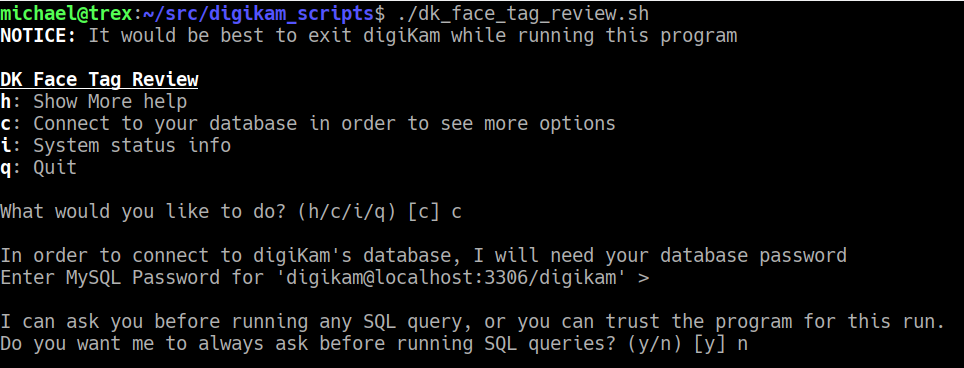 michael@trex:~/src/digikam_scripts$ ./dk_face_tag_review.sh
NOTICE: It would be best to exit digiKam while running this program
DK Face Tag Review
h: Show More help
c: Connect to your database in order to see more options
i: System status info
q: Quit
What would you like to do? (h/c/i/q) [c] c
In order to connect to digiKam's database, I will need your database password
Enter MySQL Password for 'digikam@localhost:3306/digikam' >
I can ask you before running any SQL query, or you can trust the program for this run.
Do you want me to always ask before running SQL queries? (y/n) [y] n